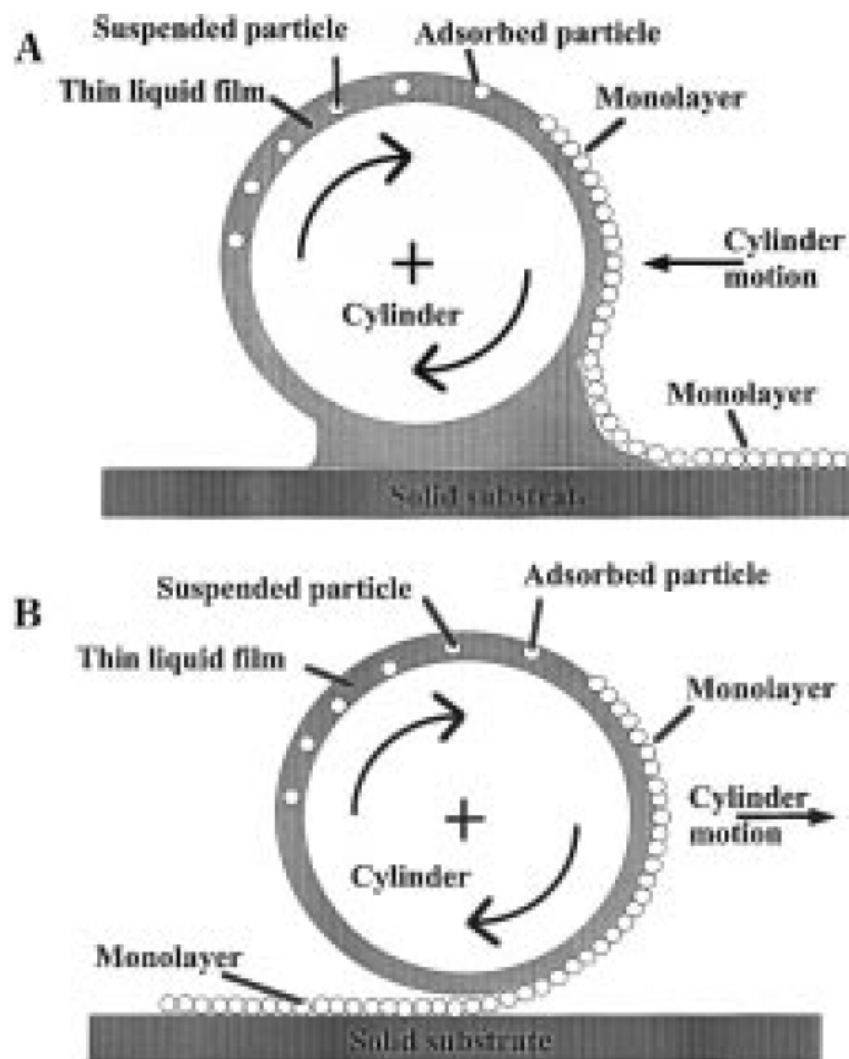 A
Suspended particle
Adsorbed particle
Thin liquid film
Monolayer
Cylinder
motion
Cylinder
Monolayer
Solid substrate
B
Suspended particle
Adsorbed particle
Thin liquid film
Monolayer
Cylinder
motion
Cylinder
Monolayer
Solid substrate